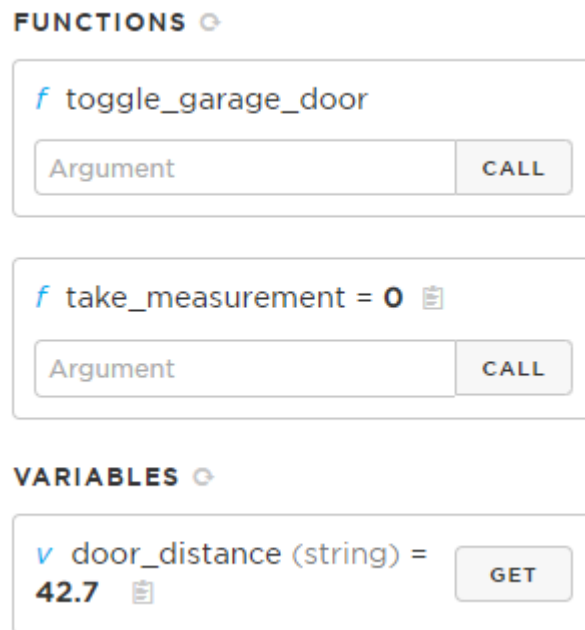 FUNCTIONS
f toggle_garage_door
Argument CALL
f take_measurement = 0
Argument CALL
VARIABLES
v door_distance (string) =
42.7
GET